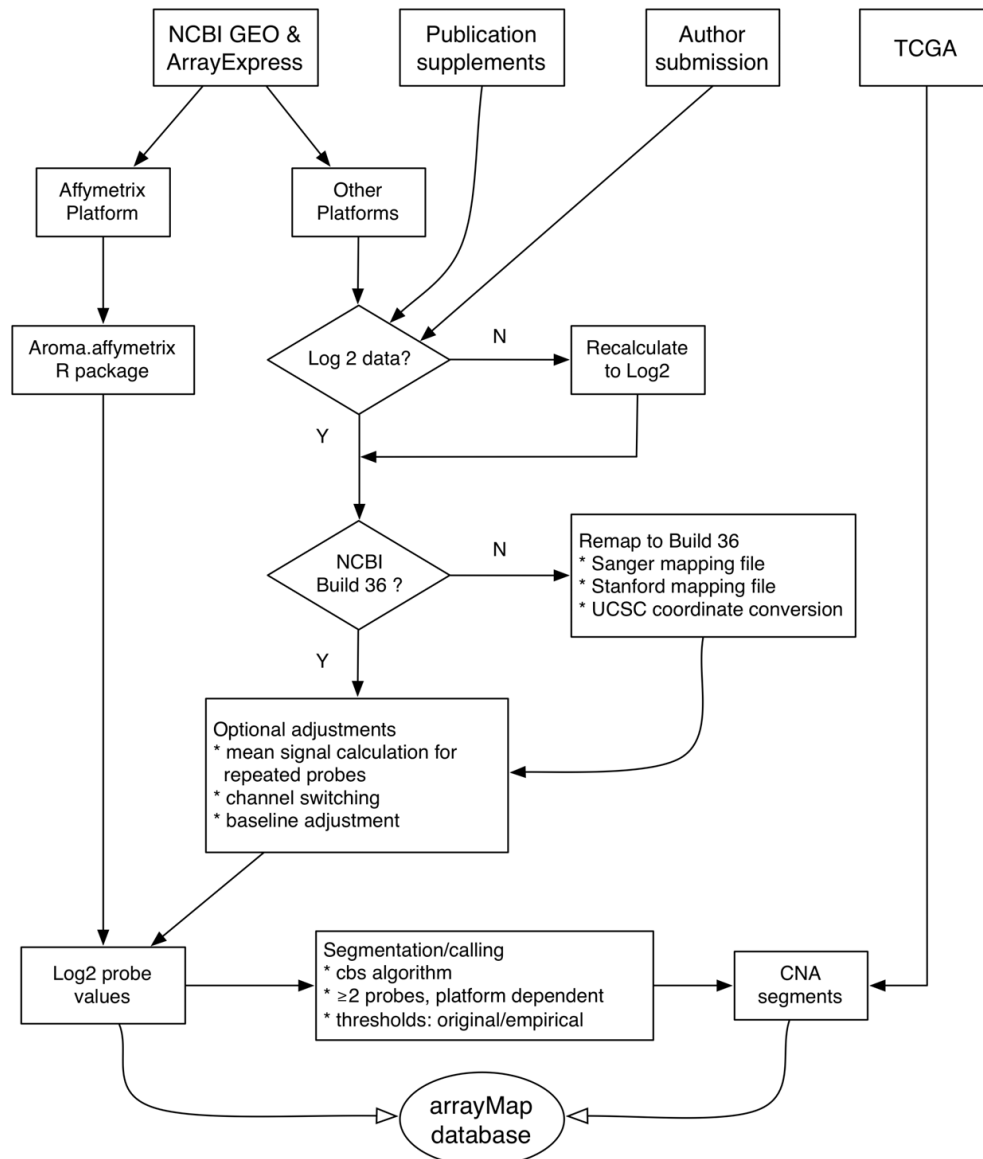 NCBI GEO &
ArrayExpress
Publication
supplements
Author
submission
TCGA
Affymetrix
Platform
Other
Platforms
Aroma.affymetrix
R package
Log 2 data?
N
Recalculate
to Log2
Y
NCBI
Build 36 ?
N
Remap to Build 36
* Sanger mapping file
* Stanford mapping file
* UCSC coordinate conversion
Y
Optional adjustments
* mean signal calculation for
repeated probes
* channel switching
* baseline adjustment
Log2 probe
values
Segmentation/calling
* cbs algorithm
* ≥2 probes, platform dependent
* thresholds: original/empirical
CNA
segments
arrayMap
database